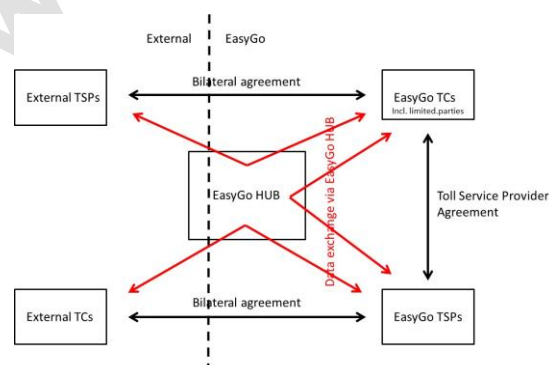 External
EasyGo
Bilateral agreement
External TSPs
EasyGo TCs
Incl. limited.parties
EasyGo HUB
Data exchange via EasyGo HUB
Toll Service Provider
Agreement
Bilateral agreement
External TCs
EasyGo TSPs